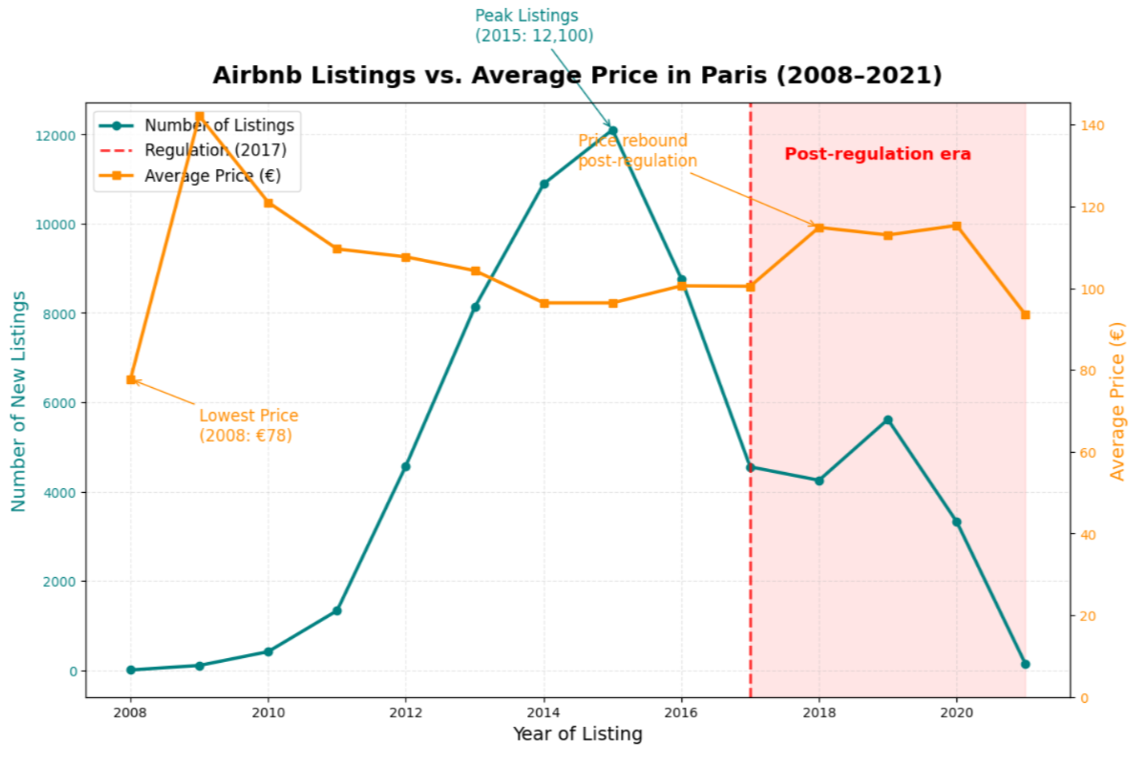 Peak Listings
(2015: 12,100)
Airbnb Listings vs. Average Price in Paris (2008–2021)
Number of Listings
Regulation (2017)
Average Price (€)
Price rebound
post-regulation
Post-regulation era
Lowest Price
(2008: €78)
Number of New Listings
12000
10000
8000
6000
4000
2000
0
Average Price (€)
140
120
100
80
60
40
20
0
2008
2010
2012
2014
2016
2018
2020
Year of Listing